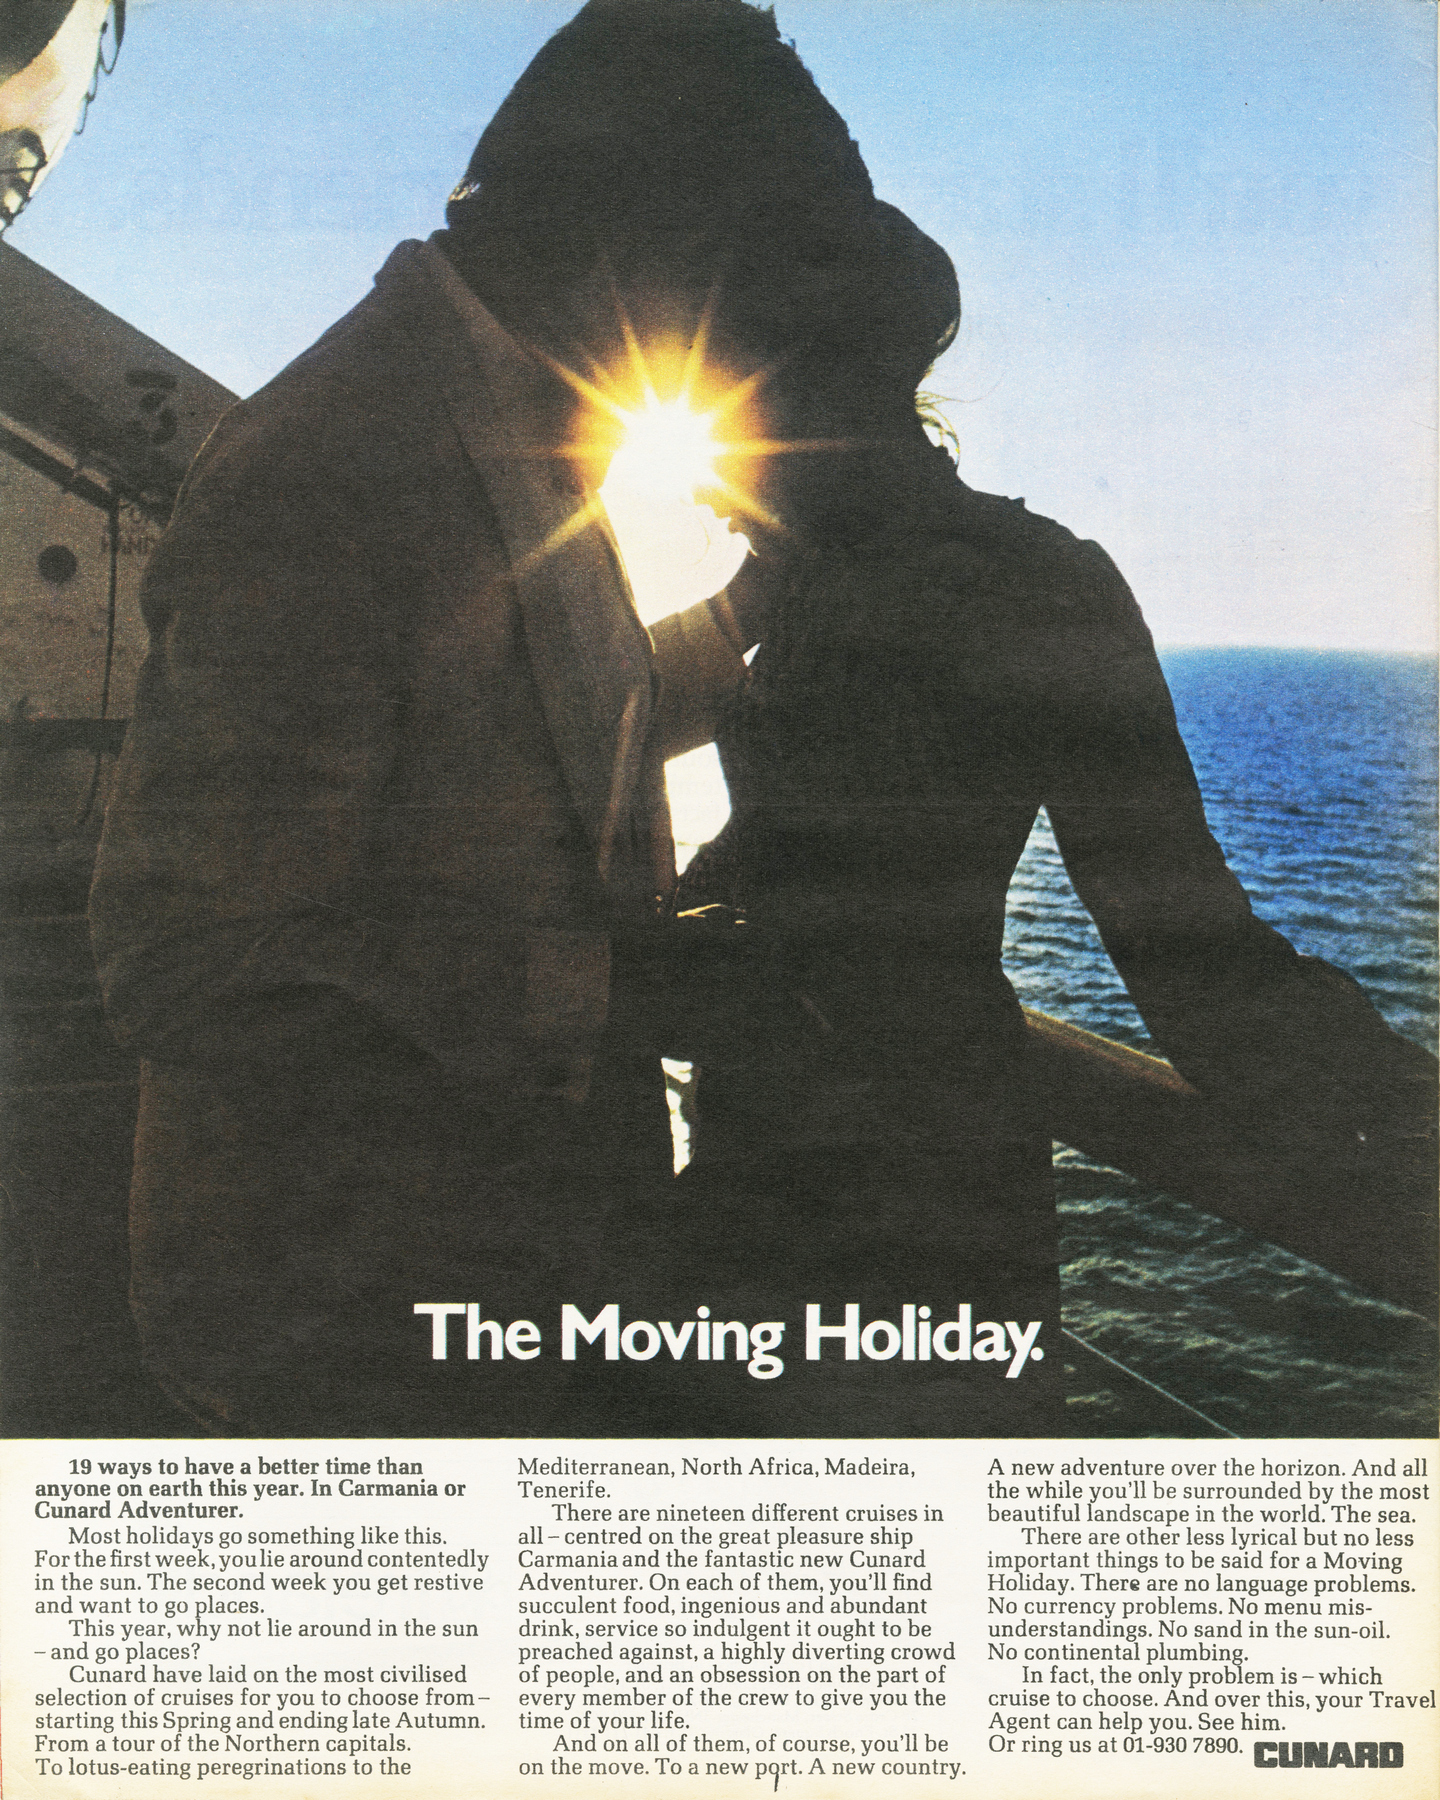 3
The Moving Holiday.
19 ways to have a better time than
anyone on earth this year. In Carmania or
Cunard Adventurer.
Most holidays go something like this.
For the first week, you lie around contentedly
in the sun. The second week you get restive
and want to go places.
This year, why not lie around in the sun
– and go places?
Cunard have laid on the most civilised
selection of cruises for you to choose from –
starting this Spring and ending late Autumn.
From a tour of the Northern capitals.
To lotus-eating peregrinations to the
Mediterranean, North Africa, Madeira,
Tenerife.
There are nineteen different cruises in
all – centred on the great pleasure ship
Carmania and the fantastic new Cunard
Adventurer. On each of them, you'll find
succulent food, ingenious and abundant
drink, service so indulgent it ought to be
preached against, a highly diverting crowd
of people, and an obsession on the part of
every member of the crew to give you the
time of your life.
And on all of them, of course, you'll be
on the move. To a new port. A new country.
A new adventure over the horizon. And all
the while you'll be surrounded by the most
beautiful landscape in the world. The sea.
There are other less lyrical but no less
important things to be said for a Moving
Holiday. There are no language problems.
No currency problems. No menu mis-
understandings. No sand in the sun-oil.
No continental plumbing.
In fact, the only problem is – which
cruise to choose. And over this, your Travel
Agent can help you. See him.
Or ring us at 01-930 7890.
CUNARD